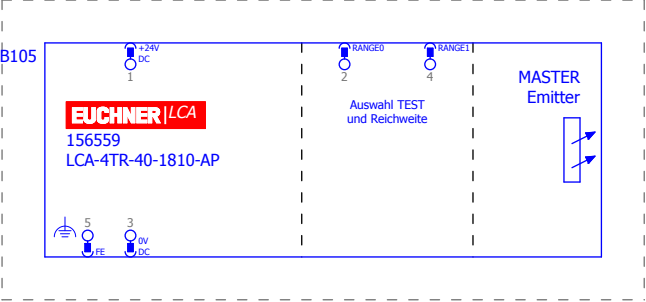 B105
+24V
DC
1
RANGE0
2
RANGE1
4
MASTER
Emitter
EUCHNER|LCA
156559
LCA-4TR-40-1810-AP
Auswahl TEST
und Reichweite
5
FE
3
0V
DC